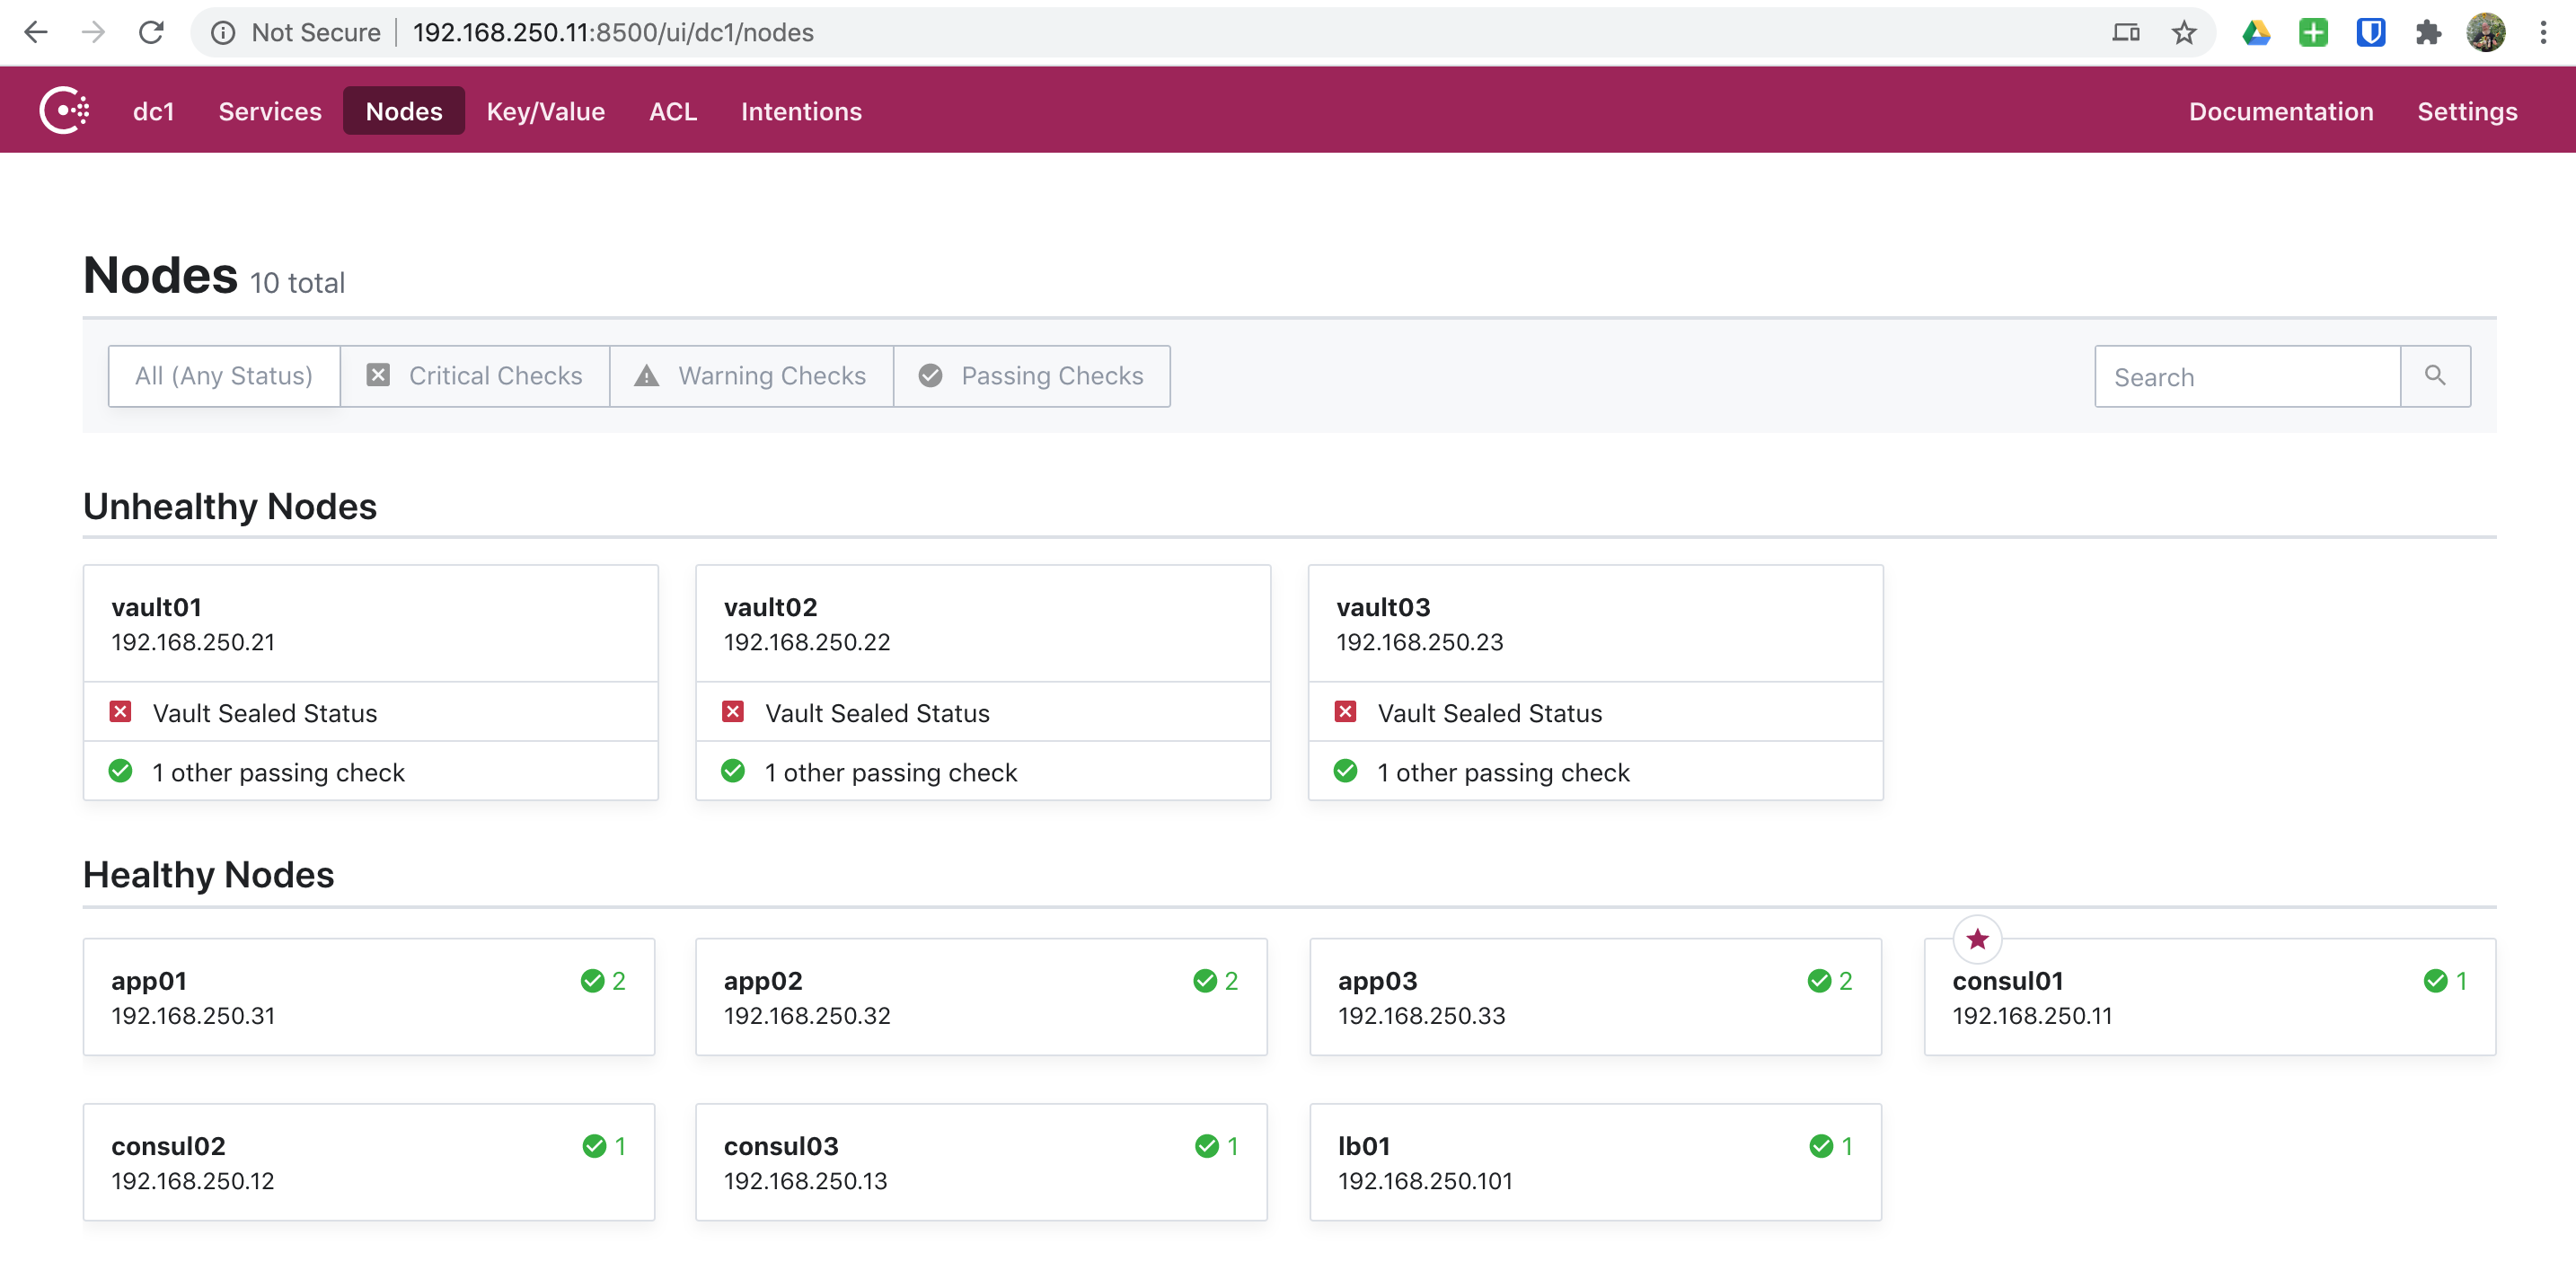 Not Secure | 192.168.250.11:8500/ui/dc1/nodes
dc1 Services Nodes Key/Value ACL Intentions Documentation Settings
Nodes 10 total
All (Any Status) Critical Checks Warning Checks Passing Checks Search
Unhealthy Nodes
vault01 vault02 vault03
192.168.250.21 192.168.250.22 192.168.250.23
Vault Sealed Status Vault Sealed Status Vault Sealed Status
1 other passing check 1 other passing check 1 other passing check
Healthy Nodes
app01 2 app02 2 app03 2 consul01 1
192.168.250.31 192.168.250.32 192.168.250.33 192.168.250.11
consul02 1 consul03 1 lb01 1
192.168.250.12 192.168.250.13 192.168.250.101